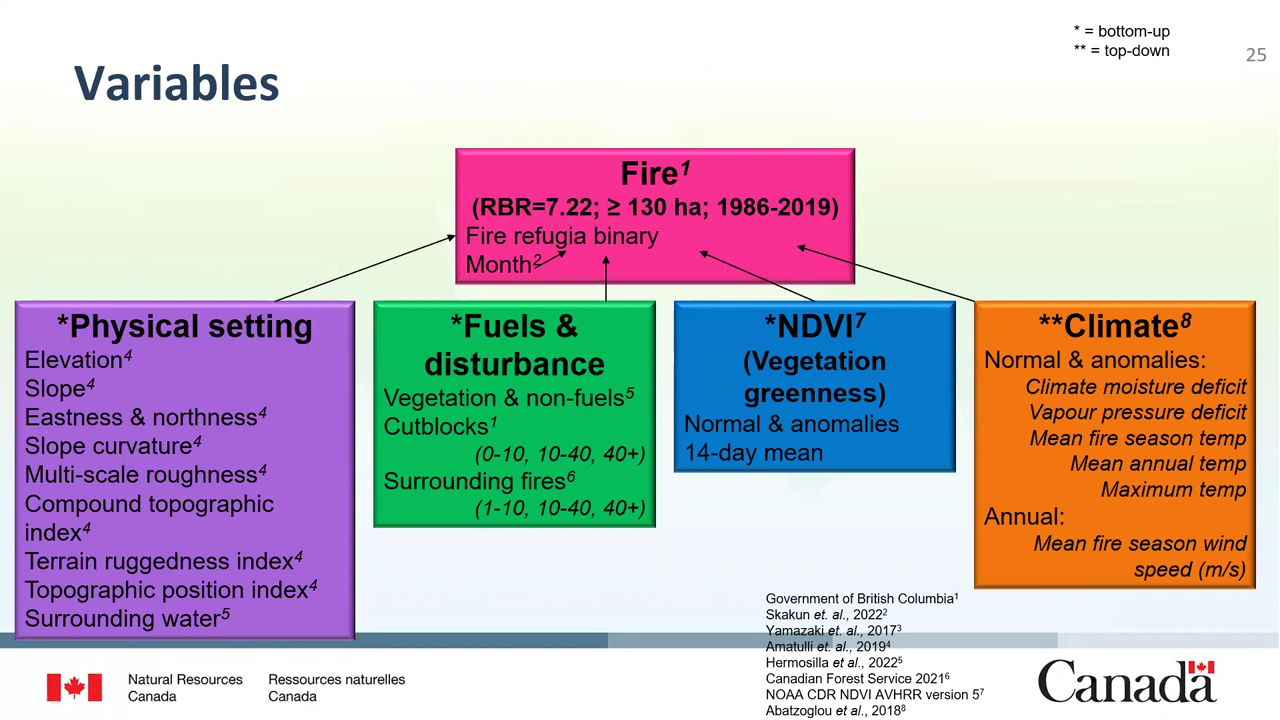 * = bottom-up
** = top-down
25
Variables
Fire¹
(RBR=7.22; ≥ 130 ha; 1986-2019)
Fire refugia binary
Month²
*Physical setting
Elevation⁴
Slope⁴
Eastness & northness⁴
Slope curvature⁴
Multi-scale roughness⁴
Compound topographic
index⁴
Terrain ruggedness index⁴
Topographic position index⁴
Surrounding water⁵
*Fuels &
disturbance
Vegetation & non-fuels⁵
Cutblocks¹
(0-10, 10-40, 40+)
Surrounding fires⁶
(1-10, 10-40, 40+)
*NDVI⁷
(Vegetation
greenness)
Normal & anomalies
14-day mean
**Climate⁸
Normal & anomalies:
Climate moisture deficit
Vapour pressure deficit
Mean fire season temp
Mean annual temp
Maximum temp
Annual:
Mean fire season wind
speed (m/s)
Government of British Columbia¹
Skakun et. al., 2022²
Yamazaki et. al., 2017³
Amatulli et. al., 2019⁴
Hermosilla et al., 2022⁵
Canadian Forest Service 2021⁶
NOAA CDR NDVI AVHRR version 5⁷
Abatzoglou et al., 2018⁸
Natural Resources
Canada
Ressources naturelles
Canada
Canada